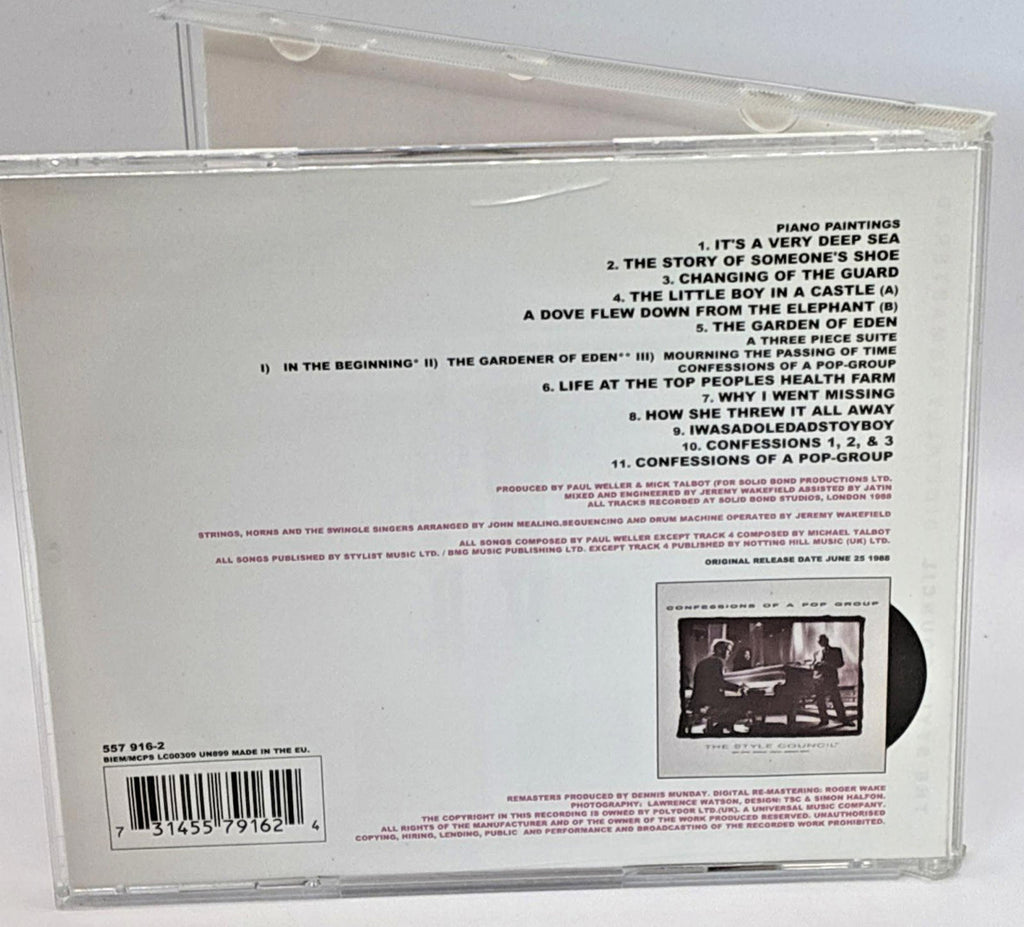 PIANO PAINTINGS
1. IT'S A VERY DEEP SEA
2. THE STORY OF SOMEONE'S SHOE
3. CHANGING OF THE GUARD
4. THE LITTLE BOY IN A CASTLE (A)
A DOVE FLEW DOWN FROM THE ELEPHANT (B)
5. THE GARDEN OF EDEN
A THREE PIECE SUITE
I) IN THE BEGINNING* II) THE GARDENER OF EDEN** III) MOURNING THE PASSING OF TIME
CONFESSIONS OF A POP-GROUP
6. LIFE AT THE TOP PEOPLES HEALTH FARM
7. WHY I WENT MISSING
8. HOW SHE THREW IT ALL AWAY
9. IWASADOLEDADSTOYBOY
10. CONFESSIONS 1, 2, & 3
11. CONFESSIONS OF A POP-GROUP
PRODUCED BY PAUL WELLER & MICK TALBOT (FOR SOLID BOND PRODUCTIONS LTD.
MIXED AND ENGINEERED BY JEREMY WAKEFIELD ASSISTED BY JATIN
ALL TRACKS RECORDED AT SOLID BOND STUDIOS, LONDON 1988
STRINGS, HORNS AND THE SWINGLE SINGERS ARRANGED BY JOHN MEALING.SEQUENCING AND DRUM MACHINE OPERATED BY JEREMY WAKEFIELD
ALL SONGS COMPOSED BY PAUL WELLER EXCEPT TRACK 4 COMPOSED BY MICHAEL TALBOT
ALL SONGS PUBLISHED BY STYLIST MUSIC LTD. / BMG MUSIC PUBLISHING LTD. EXCEPT TRACK 4 PUBLISHED BY NOTTING HILL MUSIC (UK) LTD.
ORIGINAL RELEASE DATE JUNE 25 1988
CONFESSIONS OF A POP GROUP
THE STYLE COUNCIL
557 916-2
BIEM/MCPS LC00309 UN899 MADE IN THE EU.
7 31455 79162 4
REMASTERS PRODUCED BY DENNIS MUNDAY. DIGITAL RE-MASTERING: ROGER WAKE
PHOTOGRAPHY: LAWRENCE WATSON, DESIGN: TSC & SIMON HALFON.
THE COPYRIGHT IN THIS RECORDING IS OWNED BY POLYDOR LTD.(UK). A UNIVERSAL MUSIC COMPANY.
ALL RIGHTS OF THE MANUFACTURER AND OF THE OWNER OF THE WORK PRODUCED RESERVED. UNAUTHORISED
COPYING, HIRING, LENDING, PUBLIC AND PERFORMANCE AND BROADCASTING OF THE RECORDED WORK PROHIBITED.